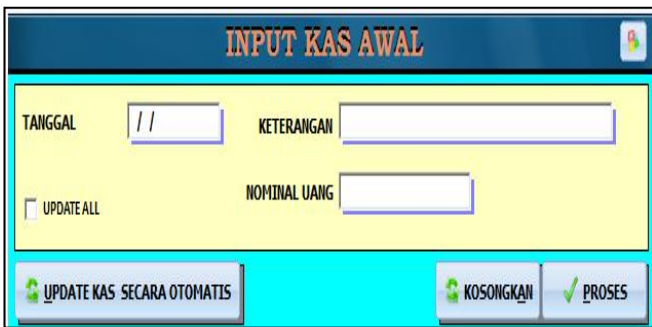 INPUT KAS AWAL
TANGGAL / / KETERANGAN
UPDATE ALL NOMINAL UANG
UPDATE KAS SECARA OTOMATIS KOSONGKAN PROSES